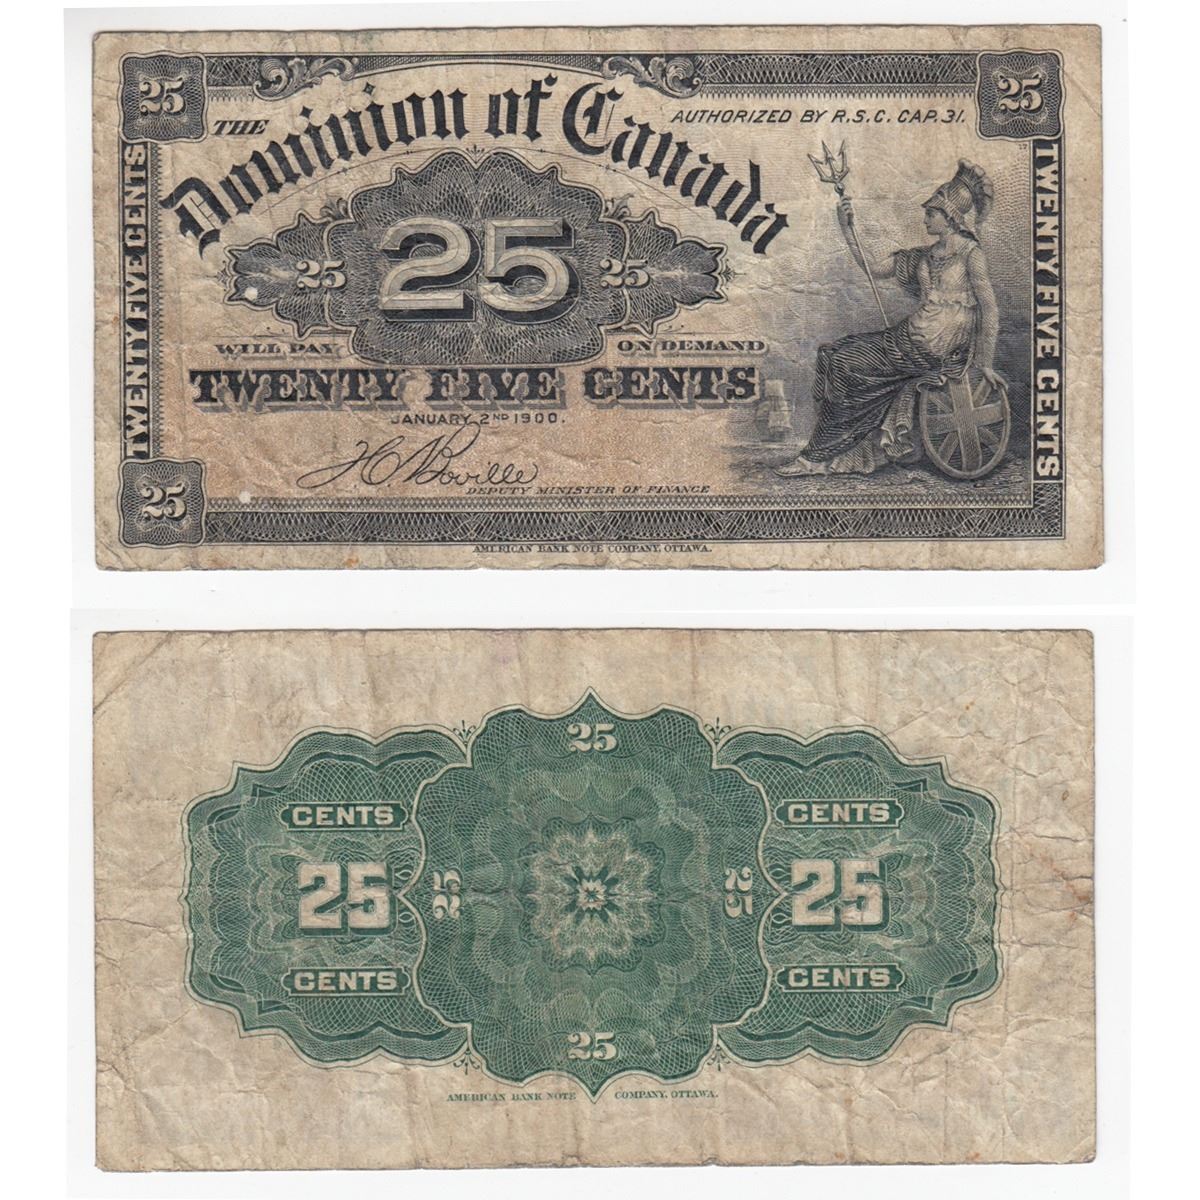 25
25
THE Dominion of Canada
AUTHORIZED BY R.S.C. CAP. 31.
TWENTY FIVE CENTS
TWENTY FIVE CENTS
25 25 25
WILL PAY ON DEMAND
TWENTY FIVE CENTS
JANUARY 2ND 1900.
H C Boville
DEPUTY MINISTER OF FINANCE
25
AMERICAN BANK NOTE COMPANY, OTTAWA.
25
CENTS CENTS
25 25 25 25
CENTS CENTS
25
AMERICAN BANK NOTE COMPANY, OTTAWA.